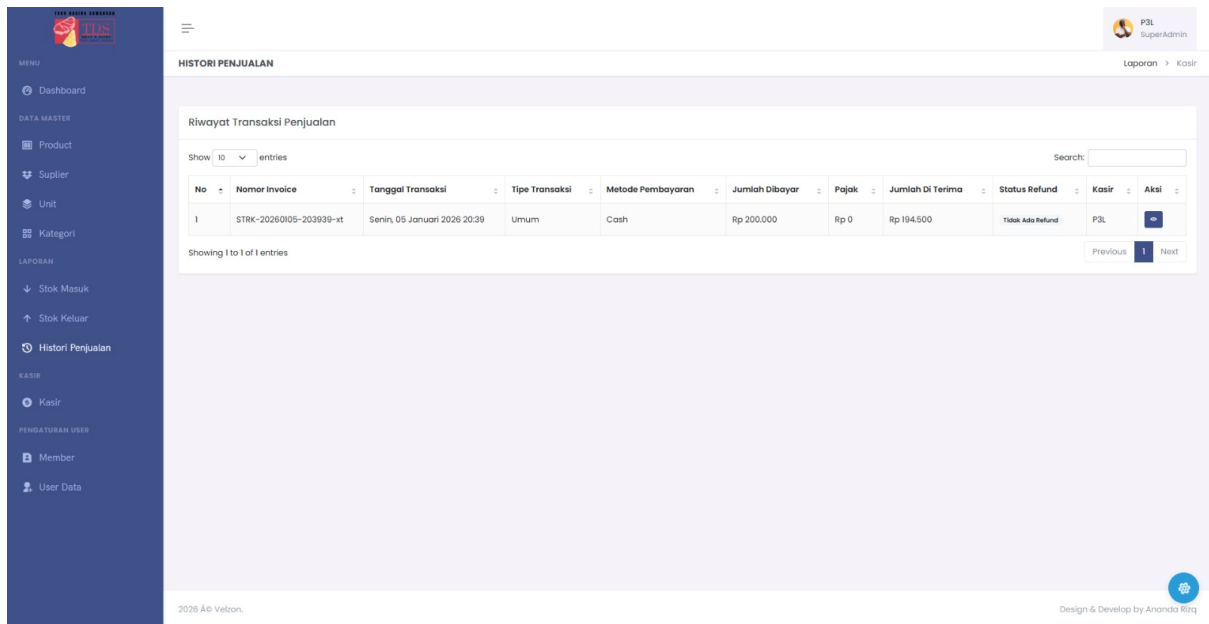 TDS
P3L
SuperAdmin
MENU
HISTORI PENJUALAN
Laporan > Kasir
Dashboard
DATA MASTER
Product
Suplier
Unit
Kategori
LAPORAN
Stok Masuk
Stok Keluar
Histori Penjualan
KASIR
Kasir
PENGATURAN USER
Member
User Data
Riwayat Transaksi Penjualan
Show 10 entries
Search:
No Nomor Invoice Tanggal Transaksi Tipe Transaksi Metode Pembayaran Jumlah Dibayar Pajak Jumlah Di Terima Status Refund Kasir Aksi
1 STRK-20260105-203939-xt Senin, 05 Januari 2026 20:39 Umum Cash Rp 200.000 Rp 0 Rp 194.500 Tidak Ada Refund P3L
Showing 1 to 1 of 1 entries
Previous 1 Next
2026 Â© Velzon.
Design & Develop by Ananda Rizq